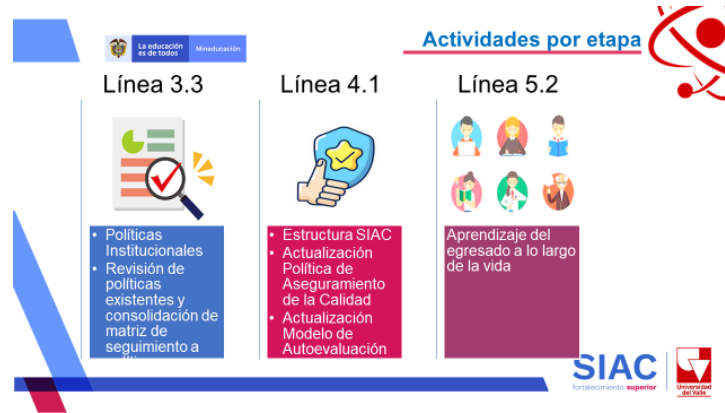 La educación
es de todos
Mineducación
Actividades por etapa
Línea 3.3
Línea 4.1
Línea 5.2
• Políticas
Institucionales
• Revisión de
políticas
existentes y
consolidación de
matriz de
seguimiento a
• Estructura SIAC
• Actualización
Política de
Aseguramiento
de la Calidad
• Actualización
Modelo de
Autoevaluación
Aprendizaje del
egresado a lo largo
de la vida
SIAC
fortalecimiento superior
Universidad
del Valle